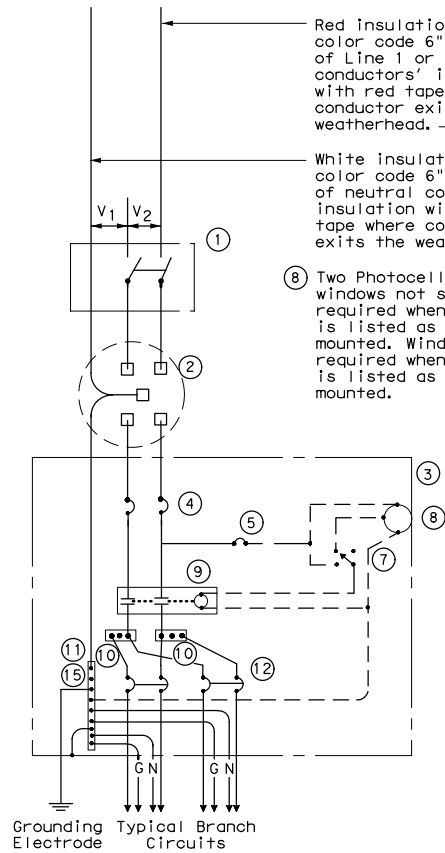 Red insulatio
color code 6"
of Line 1 or
conductors' i
with red tape
conductor exi
weatherhead.
White insulat
color code 6"
of neutral co
insulation wi
tape where co
exits the wea
V1 V2
1
8 Two Photocell
windows not s
required when
is listed as
mounted. Wind
required when
is listed as
mounted.
2
3
4
5
8
7
9
11
10
10
12
15
G N
G N
Grounding
Electrode
Typical Branch
Circuits